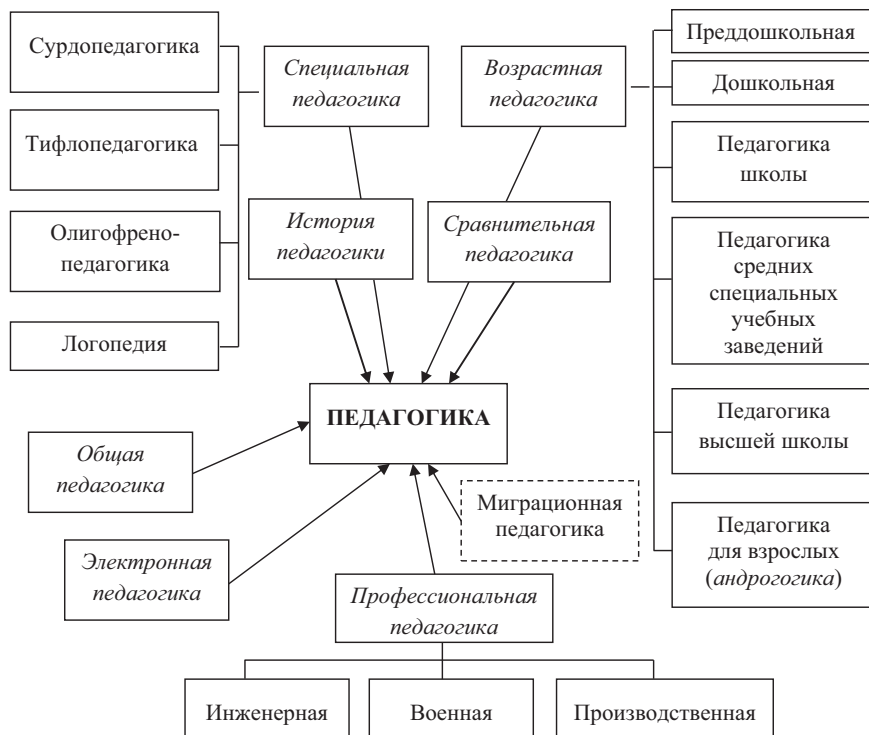 Сурдопедагогика
Тифлопедагогика
Олигофрено-
педагогика
Логопедия
Специальная
педагогика
История
педагогики
Возрастная
педагогика
Сравнительная
педагогика
Преддошкольная
Дошкольная
Педагогика
школы
Педагогика
средних
специальных
учебных
заведений
Педагогика
высшей школы
Педагогика
для взрослых
(андрогогика)
ПЕДАГОГИКА
Общая
педагогика
Электронная
педагогика
Миграционная
педагогика
Профессиональная
педагогика
Инженерная
Военная
Производственная